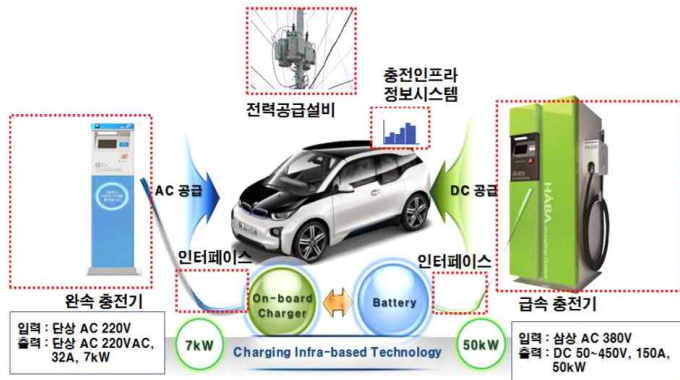 전력공급설비
충전인프라
정보시스템
AC 공급
DC 공급
HABA
인터페이스
인터페이스
완속 충전기
급속 충전기
On-board
Charger
Battery
입력 : 단상 AC 220V
출력 : 단상 AC 220VAC,
32A, 7kW
7kW
Charging Infra-based Technology
50kW
입력 : 삼상 AC 380V
출력 : DC 50~450V, 150A,
50kW